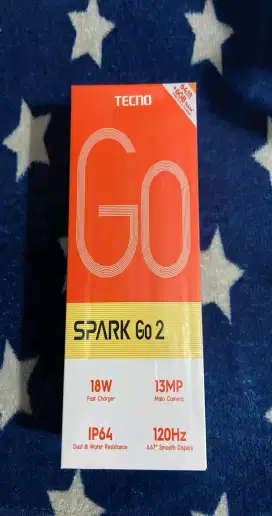 TECNO
Go
SPARK Go 2
18W
Fast Charger
13MP
Main Camera
IP64
Dust & Water Resistance
120Hz
6.67" Smooth Display